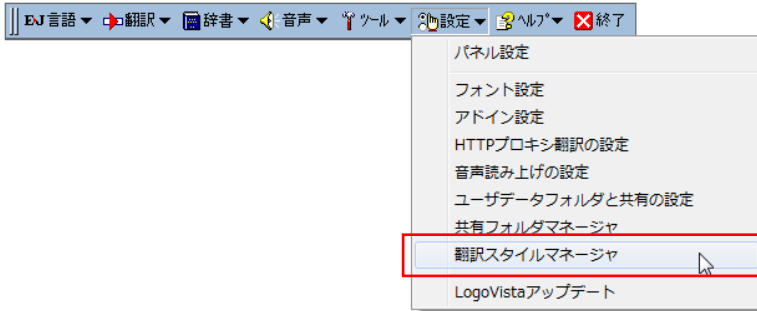 EJ 言語 ▼ 翻訳 ▼ 辞書 ▼ 音声 ▼ ツール ▼ 設定 ▼ ヘルプ ▼ 終了
パネル設定
フォント設定
アドイン設定
HTTPプロキシ翻訳の設定
音声読み上げの設定
ユーザデータフォルダと共有の設定
共有フォルダマネージャ
翻訳スタイルマネージャ
LogoVistaアップデート